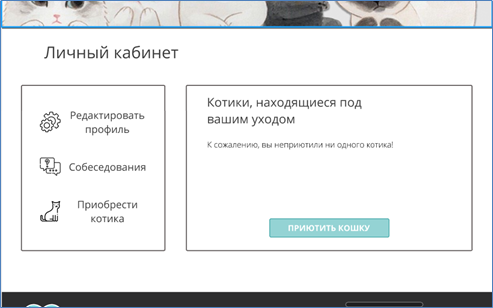 Личный кабинет
Редактировать
профиль
Собеседования
Приобрести
котика
Котики, находящиеся под
вашим уходом
К сожалению, вы неприютили ни одного котика!
ПРИЮТИТЬ КОШКУ